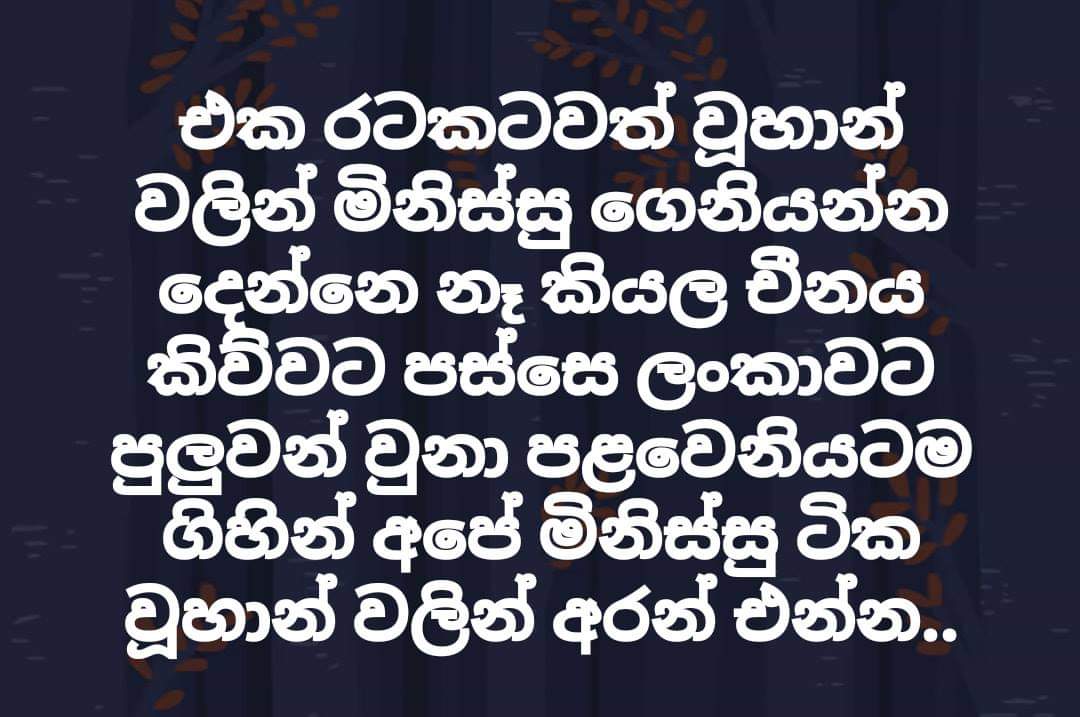 එක රටකටවත් වූහාන්
වලින් මිනිස්සු ගෙනියන්න
දෙන්නෙ නෑ කියල චීනය
කිව්වට පස්සෙ ලංකාවට
පුලුවන් වුනා පළවෙනියටම
ගිහින් අපේ මිනිස්සු ටික
වූහාන් වලින් අරන් එන්න..